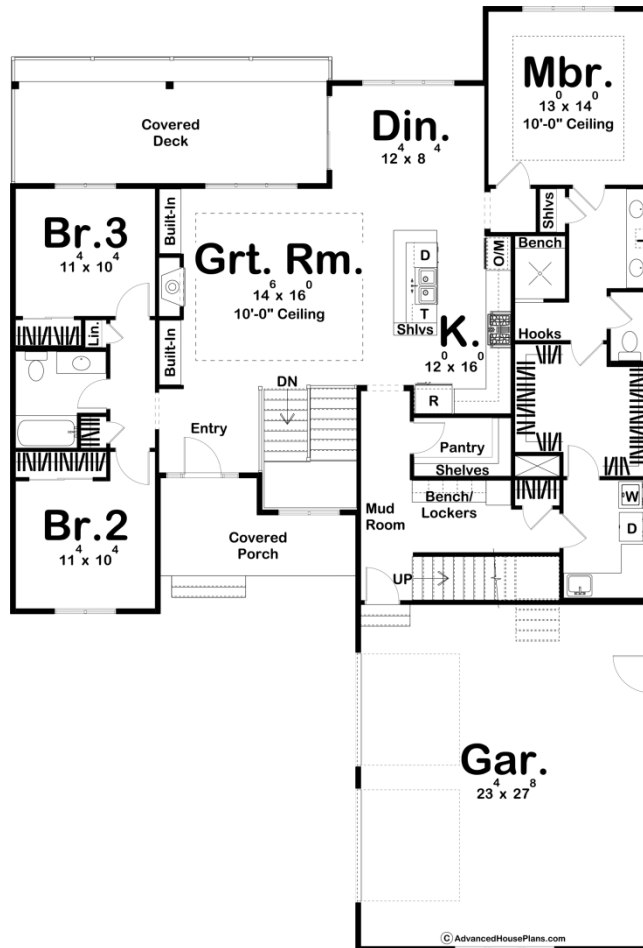 Mbr.
13⁰ x 14⁰
10'-0" Ceiling
Covered
Deck
Din.
12⁴ x 8⁴
Br.3
11⁴ x 10⁴
Built-In
Grt. Rm.
14⁶ x 16⁰
10'-0" Ceiling
Shlvs
Bench
O/M
D
T
Shlvs
Hooks
Lin.
Built-In
K.
12⁰ x 16⁰
DN
R
Entry
Pantry
Shelves
Bench/
Lockers
Mud
Room
Br.2
11⁴ x 10⁴
Covered
Porch
W
D
UP
Gar.
23⁴ x 27⁸
© AdvancedHousePlans.com